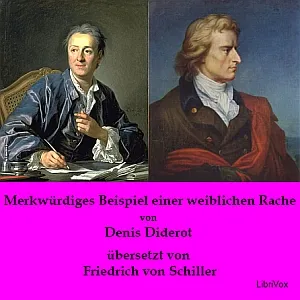 Merkwürdiges Beispiel einer weiblichen Rache
von
Denis Diderot
übersetzt von
Friedrich von Schiller
LibriVox